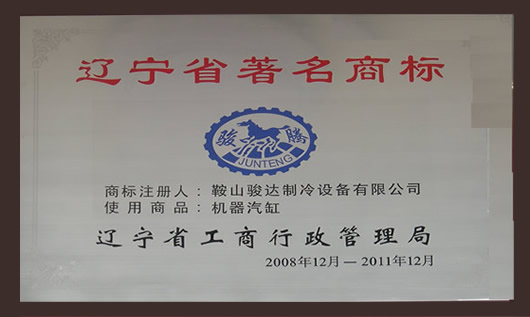 辽宁省著名商标
骏 腾
JUNTENG
商标注册人：鞍山骏达制冷设备有限公司
使用商品：机器汽缸
辽宁省工商行政管理局
2008年12月—2011年12月